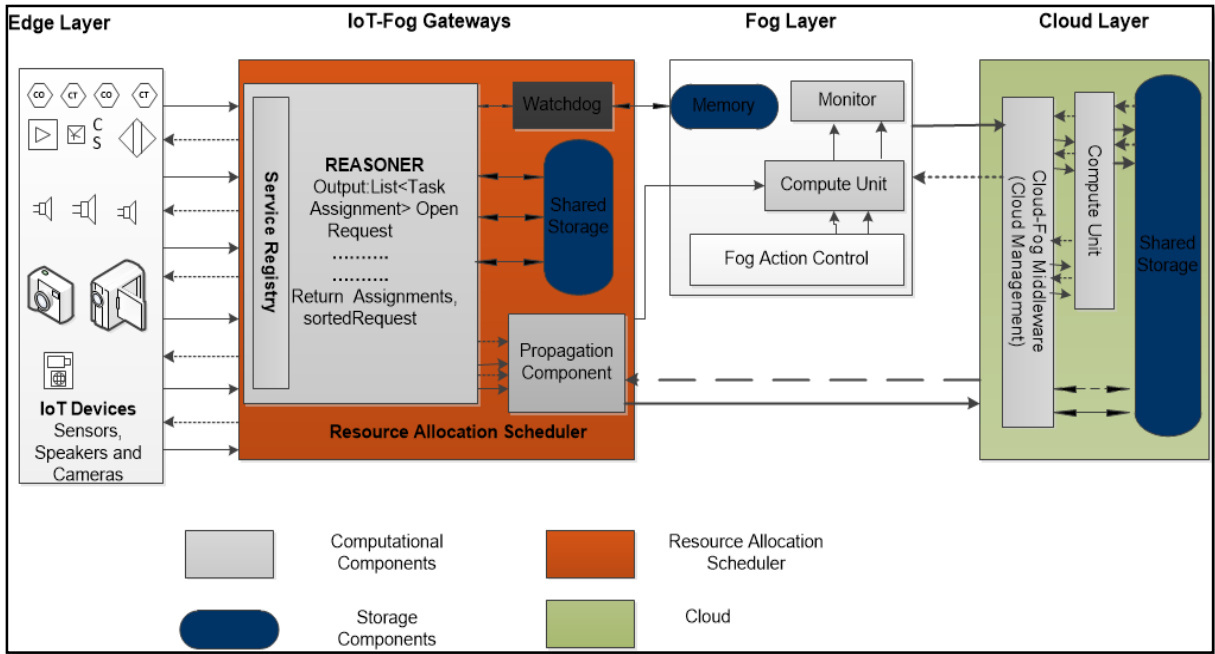 Edge Layer
IoT-Fog Gateways
Fog Layer
Cloud Layer
CO
CT
CO
CT
C
S
IoT Devices
Sensors,
Speakers and
Cameras
Service Registry
REASONER
Output:List<Task
Assignment> Open
Request
..........
..........
Return Assignments,
sortedRequest
Watchdog
Shared
Storage
Propagation
Component
Resource Allocation Scheduler
Memory
Monitor
Compute Unit
Fog Action Control
Cloud-Fog Middleware
(Cloud Management)
Compute Unit
Shared
Storage
Computational
Components
Resource Allocation
Scheduler
Storage
Components
Cloud